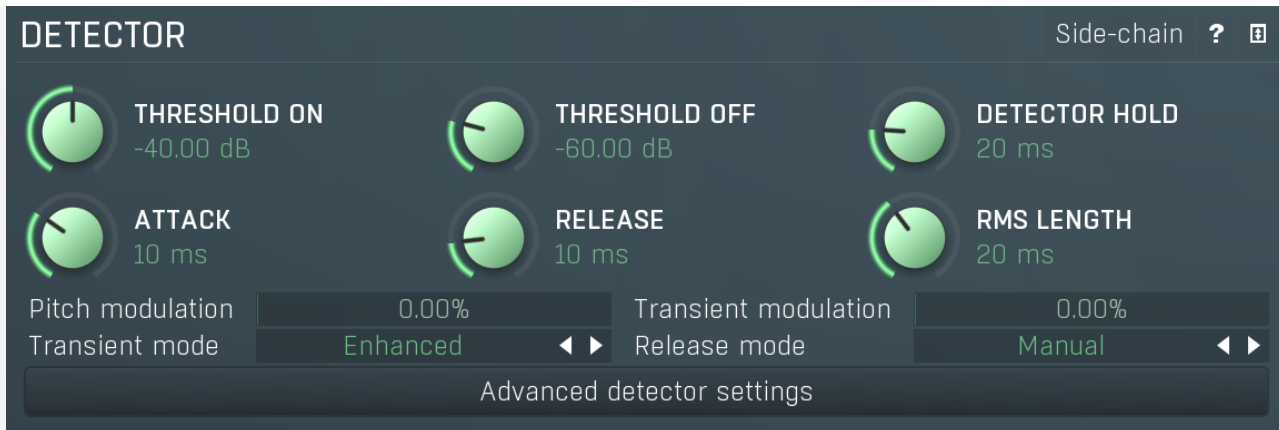 DETECTOR Side-chain ?
THRESHOLD ON THRESHOLD OFF DETECTOR HOLD
-40.00 dB -60.00 dB 20 ms
ATTACK RELEASE RMS LENGTH
10 ms 10 ms 20 ms
Pitch modulation 0.00% Transient modulation 0.00%
Transient mode Enhanced Release mode Manual
Advanced detector settings